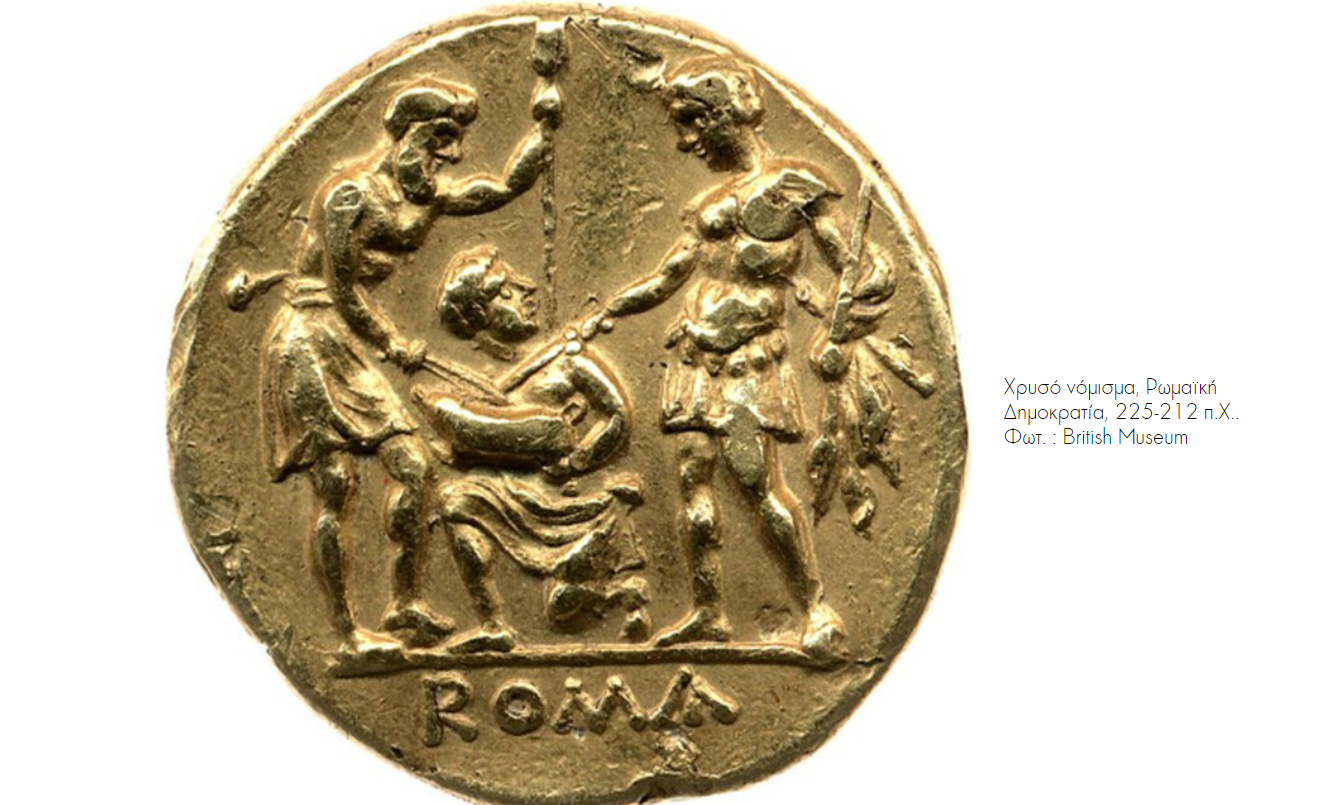 ROMA
Χρυσό νόμισμα, Ρωμαϊκή
Δημοκρατία, 225-212 π.Χ..
Φωτ. : British Museum